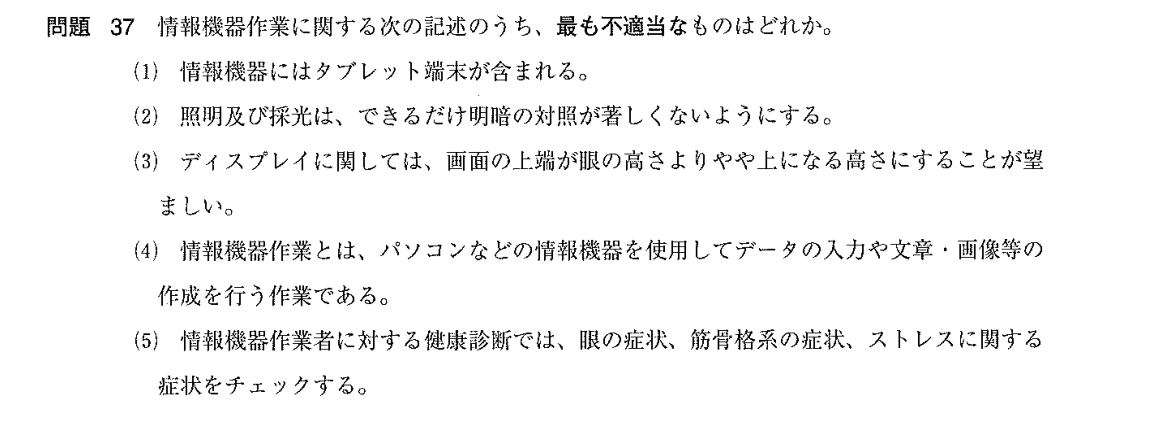 問題 37 情報機器作業に関する次の記述のうち、最も不適当なものはどれか。
(1) 情報機器にはタブレット端末が含まれる。
(2) 照明及び採光は、できるだけ明暗の対照が著しくないようにする。
(3) ディスプレイに関しては、画面の上端が眼の高さよりやや上になる高さにすることが望
ましい。
(4) 情報機器作業とは、パソコンなどの情報機器を使用してデータの入力や文章・画像等の
作成を行う作業である。
(5) 情報機器作業者に対する健康診断では、眼の症状、筋骨格系の症状、ストレスに関する
症状をチェックする。